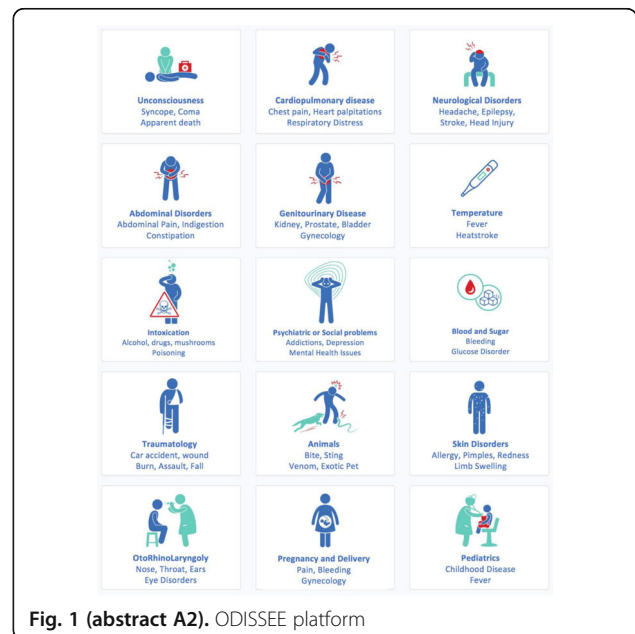 Unconsciousness
Syncope, Coma
Apparent death
Cardiopulmonary disease
Chest pain, Heart palpitations
Respiratory Distress
Neurological Disorders
Headache, Epilepsy,
Stroke, Head Injury
Abdominal Disorders
Abdominal Pain, Indigestion
Constipation
Genitourinary Disease
Kidney, Prostate, Bladder
Gynecology
Temperature
Fever
Heatstroke
Intoxication
Alcohol, drugs, mushrooms
Poisoning
Psychiatric or Social problems
Addictions, Depression
Mental Health Issues
Blood and Sugar
Bleeding
Glucose Disorder
Traumatology
Car accident, wound
Burn, Assault, Fall
Animals
Bite, Sting
Venom, Exotic Pet
Skin Disorders
Allergy, Pimples, Redness
Limb Swelling
OtoRhinoLaryngoly
Nose, Throat, Ears
Eye Disorders
Pregnancy and Delivery
Pain, Bleeding
Gynecology
Pediatrics
Childhood Disease
Fever
Fig. 1 (abstract A2). ODISSEE platform